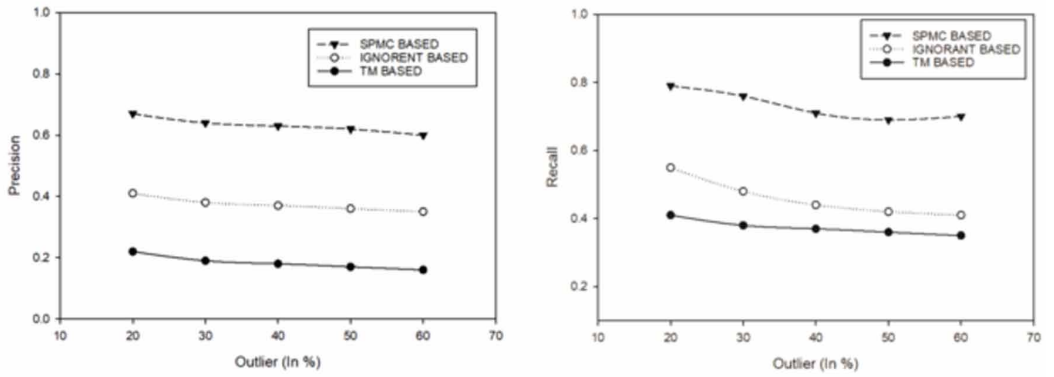 1.0
0.8
0.6
0.4
0.2
0.0
Precision
SPMC BASED
IGNORENT BASED
TM BASED
10 20 30 40 50 60 70
Outlier (In %)
1.0
0.8
0.6
0.4
0.2
Recall
SPMC BASED
IGNORANT BASED
TM BASED
10 20 30 40 50 60 70
Outlier (In %)